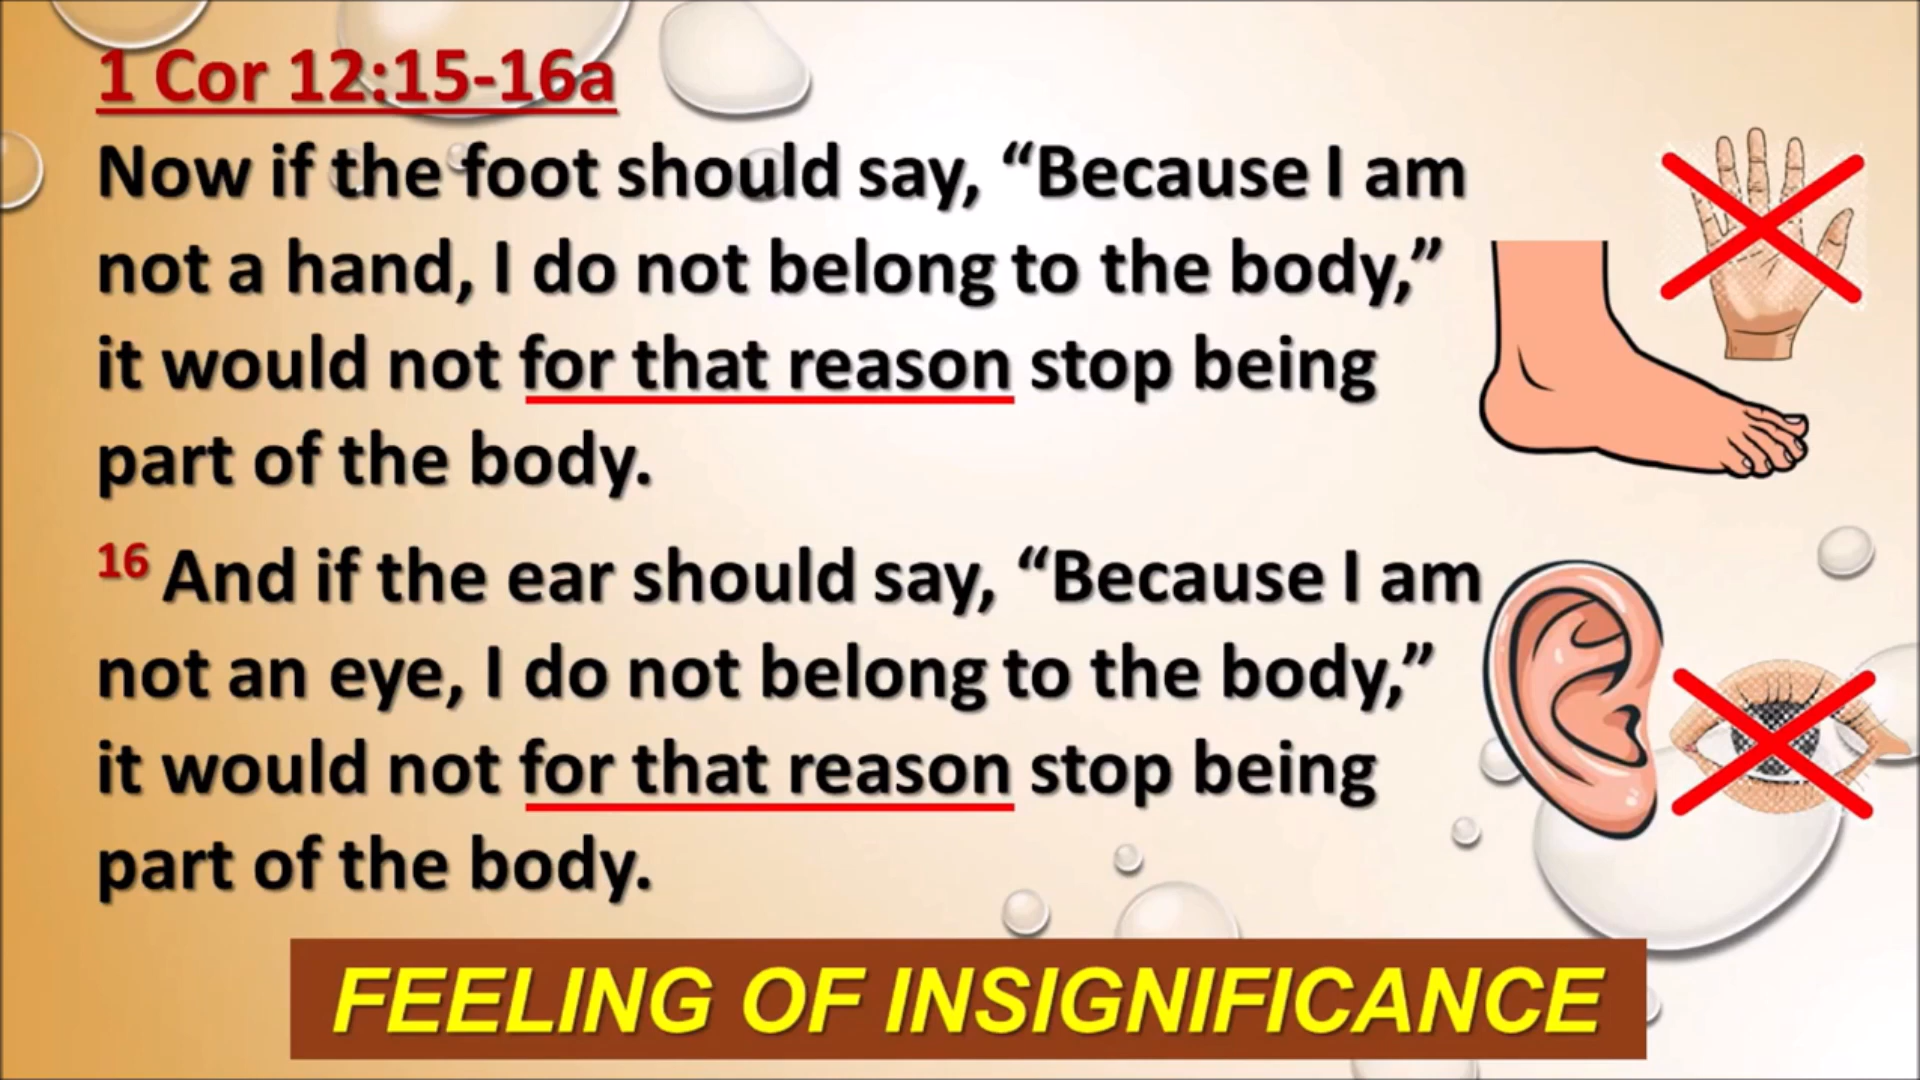 1 Cor 12:15-16a
Now if the foot should say, “Because I am
not a hand, I do not belong to the body,”
it would not for that reason stop being
part of the body.
16 And if the ear should say, “Because I am
not an eye, I do not belong to the body,”
it would not for that reason stop being
part of the body.
FEELING OF INSIGNIFICANCE